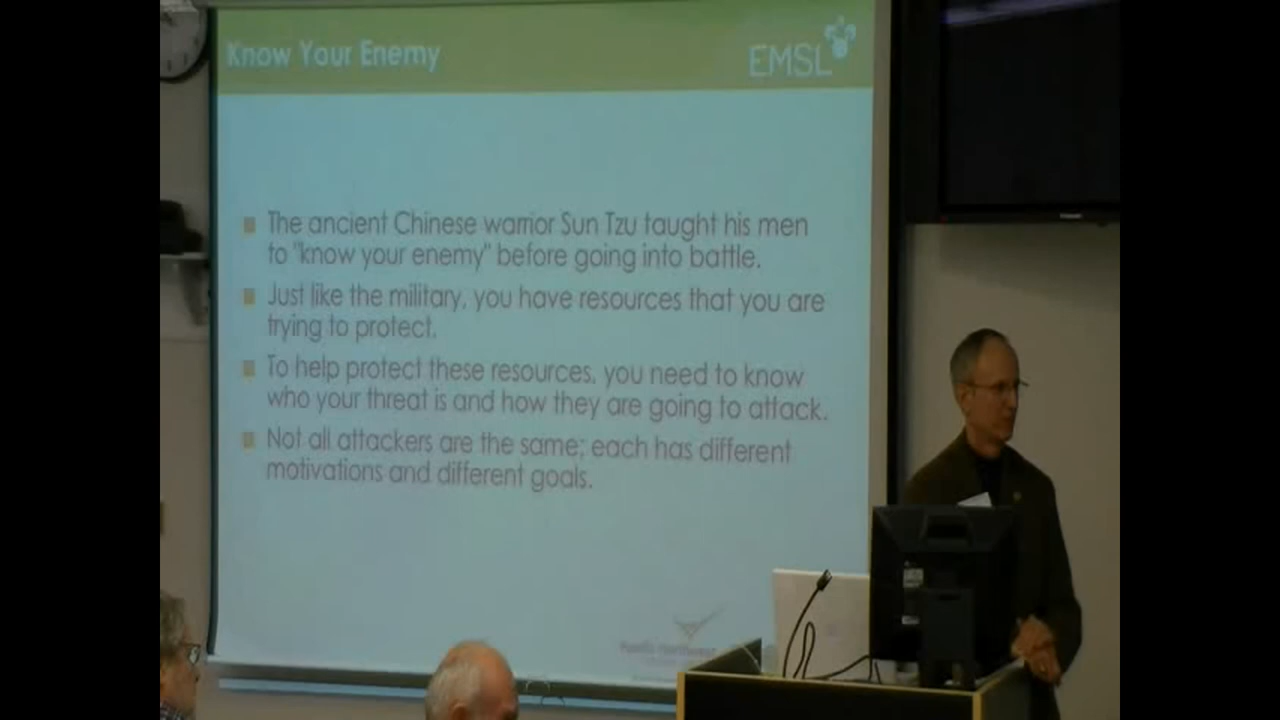 Know Your Enemy
EMSL
The ancient Chinese warrior Sun Tzu taught his men
to "know your enemy" before going into battle.
Just like the military, you have resources that you are
trying to protect.
To help protect these resources, you need to know
who your threat is and how they are going to attack.
Not all attackers are the same; each has different
motivations and different goals.
Pacific Northwest